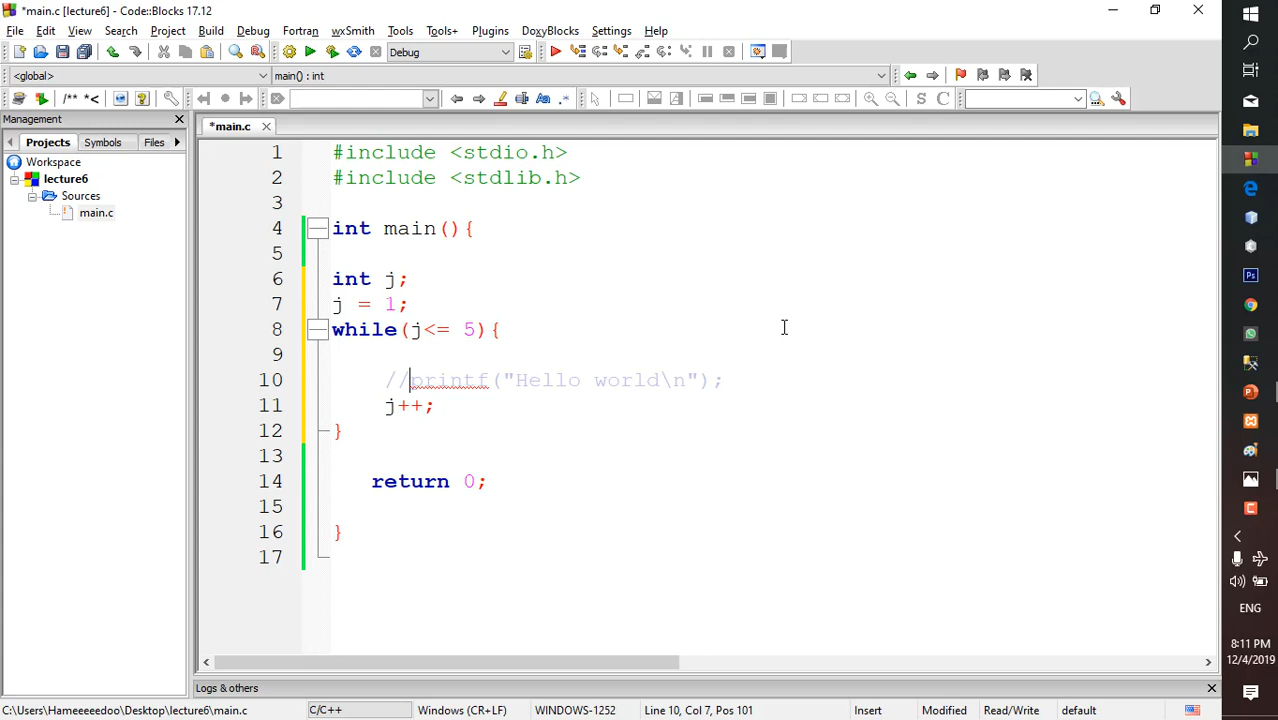 *main.c [lecture6] - Code::Blocks 17.12
File Edit View Search Project Build Debug Fortran wxSmith Tools Tools+ Plugins DoxyBlocks Settings Help
Debug
<global> main() : int
/** *< .* S C
Management
*main.c
Projects Symbols Files
Workspace
lecture6
Sources
main.c
1 #include <stdio.h>
2 #include <stdlib.h>
3
4 int main(){
5
6 int j;
7 j = 1;
8 while(j<= 5){
9
10 //printf("Hello world\n");
11 j++;
12 }
13
14 return 0;
15
16 }
17
Logs & others
C:\Users\Hameeeeedoo\Desktop\lecture6\main.c C/C++ Windows (CR+LF) WINDOWS-1252 Line 10, Col 7, Pos 101 Insert Modified Read/Write default
ENG
8:11 PM
12/4/2019